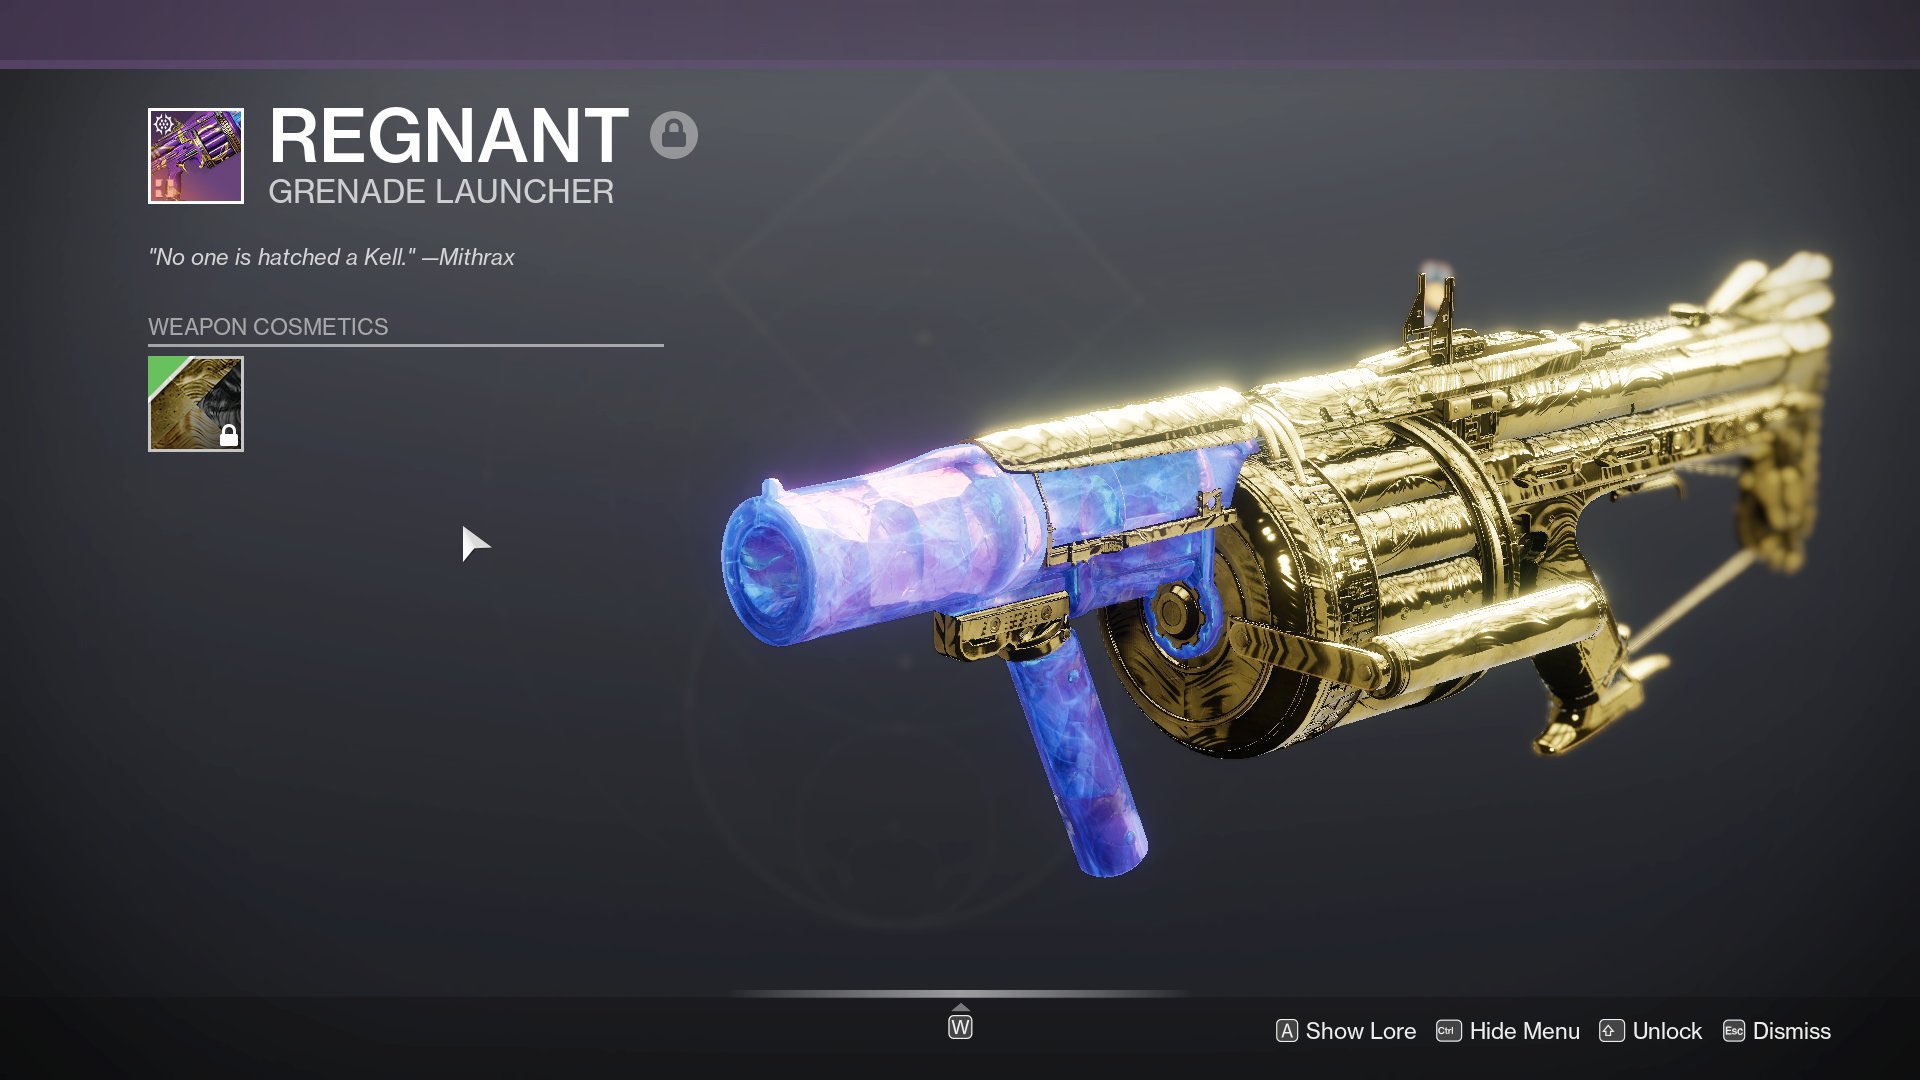 REGNANT
GRENADE LAUNCHER
"No one is hatched a Kell." —Mithrax
WEAPON COSMETICS
W
A Show Lore Ctrl Hide Menu Unlock Esc Dismiss